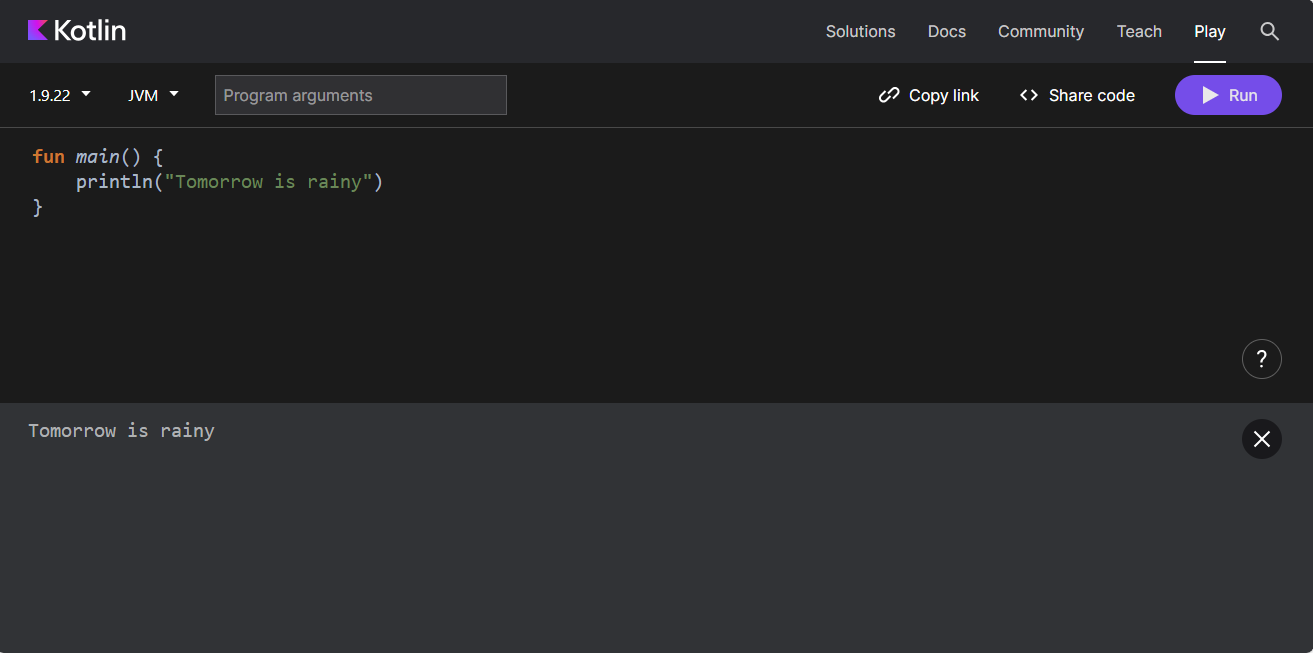 Kotlin Solutions Docs Community Teach Play
1.9.22 JVM Program arguments Copy link <> Share code Run
fun main() {
    println("Tomorrow is rainy")
}
?
Tomorrow is rainy